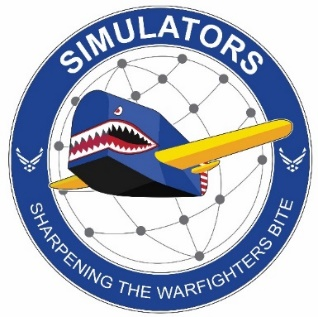 SIMULATORS
SHARPENING THE WARFIGHTERS BITE